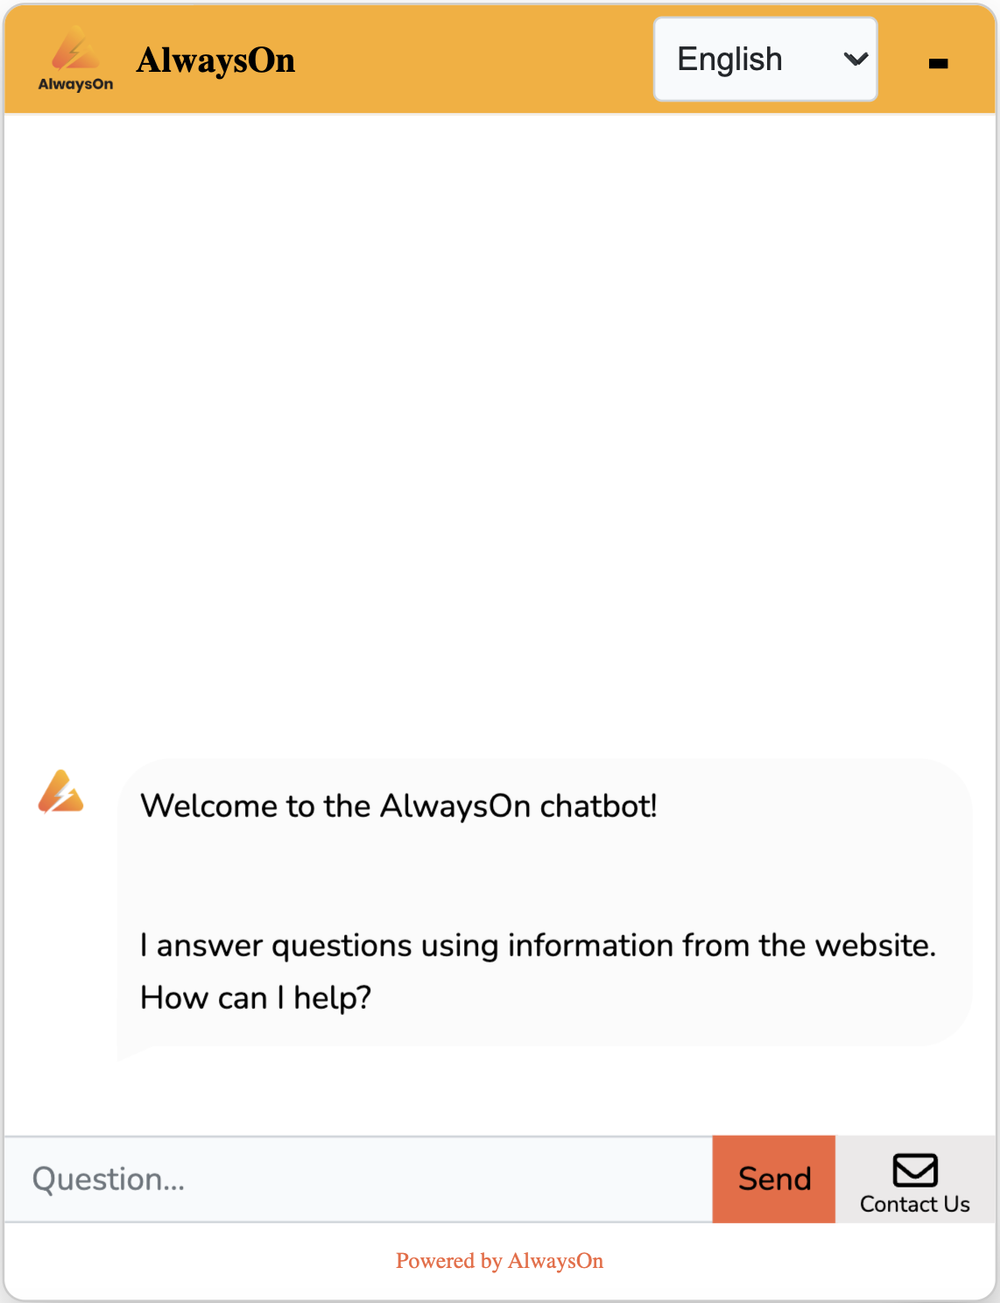 AlwaysOn
AlwaysOn
English
Welcome to the AlwaysOn chatbot!
I answer questions using information from the website.
How can I help?
Question...
Send
Contact Us
Powered by AlwaysOn